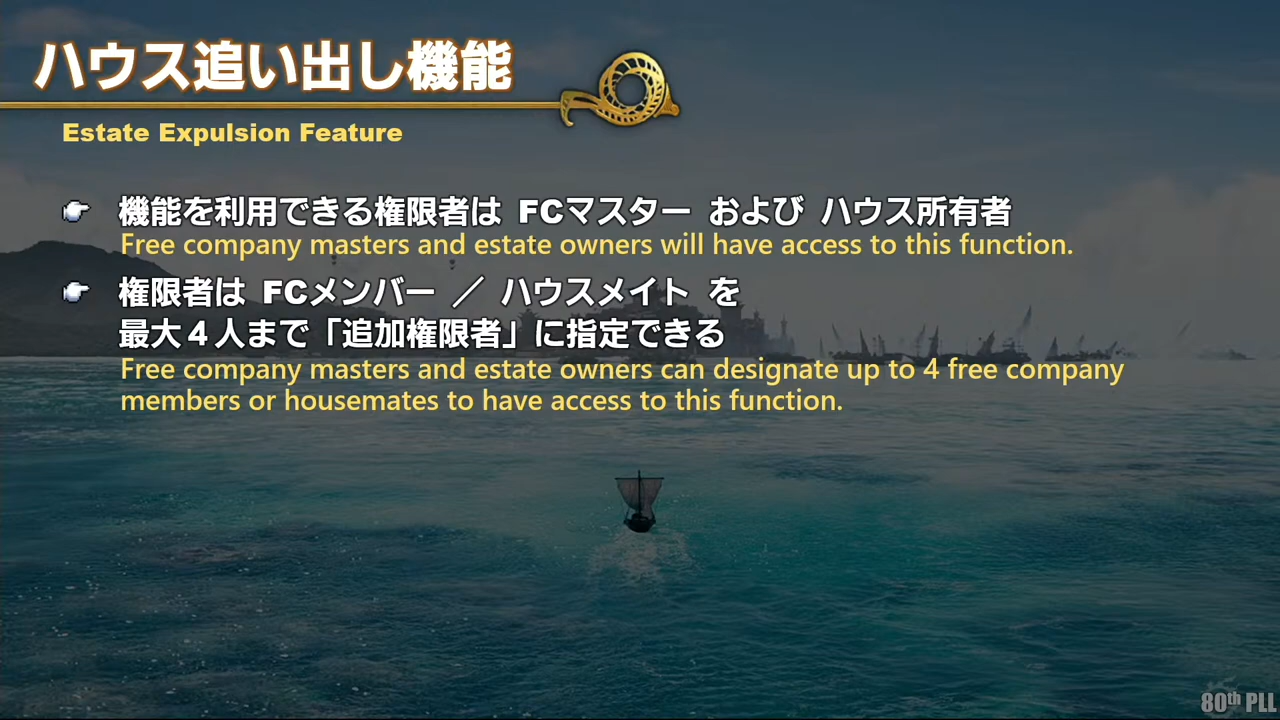 ハウス追い出し機能
Estate Expulsion Feature
機能を利用できる権限者は FCマスター および ハウス所有者
Free company masters and estate owners will have access to this function.
権限者は FCメンバー ／ ハウスメイト を
最大４人まで「追加権限者」に指定できる
Free company masters and estate owners can designate up to 4 free company
members or housemates to have access to this function.
80th PLL